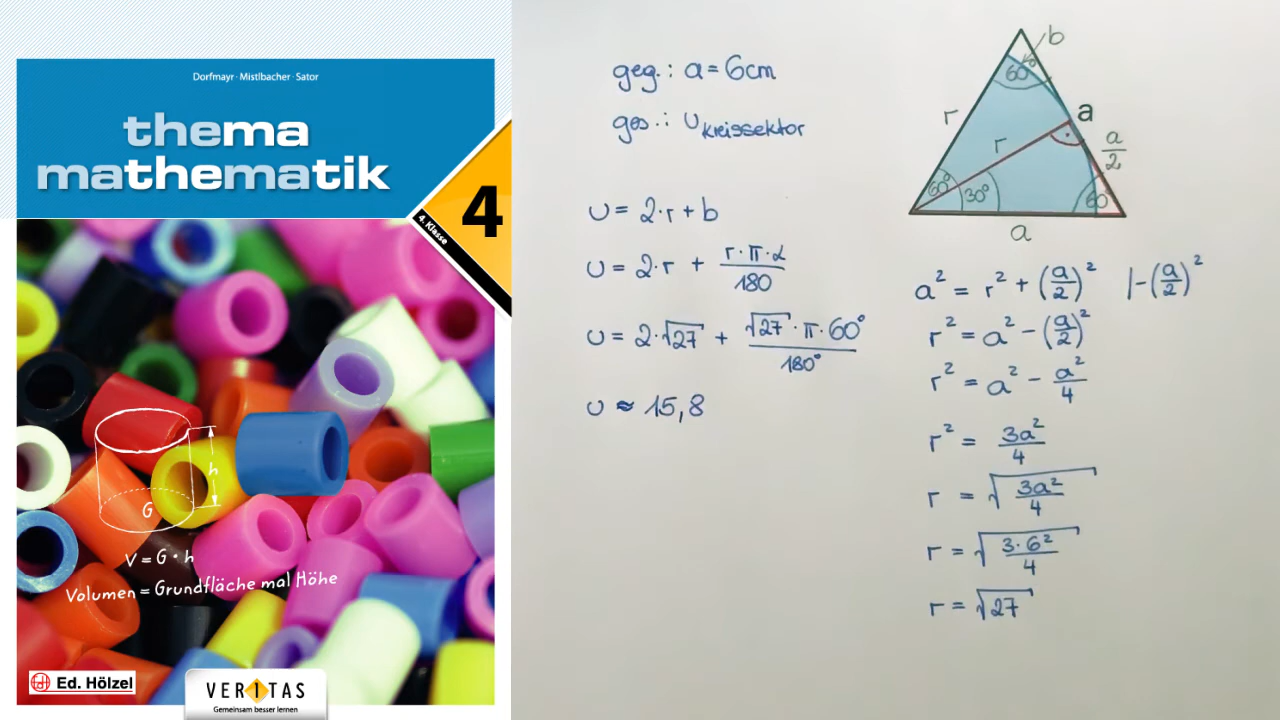 Dorfmayr · Mistlbacher · Sator
thema
mathematik
4
4. Klasse
h
G
V = G · h
Volumen = Grundfläche mal Höhe
Ed. Hölzel
VERITAS
Gemeinsam besser lernen
geg.: a = 6cm
ges.: U Kreissektor
U = 2·r + b
U = 2·r + r·π·α/180
U = 2·√27 + √27·π·60°/180°
U ≈ 15,8
b
60°
r
a
r
a/2
60°
30°
60°
a
a² = r² + (a/2)² |-(a/2)²
r² = a² - (a/2)²
r² = a² - a²/4
r² = 3a²/4
r = √(3a²/4)
r = √(3·6²/4)
r = √27